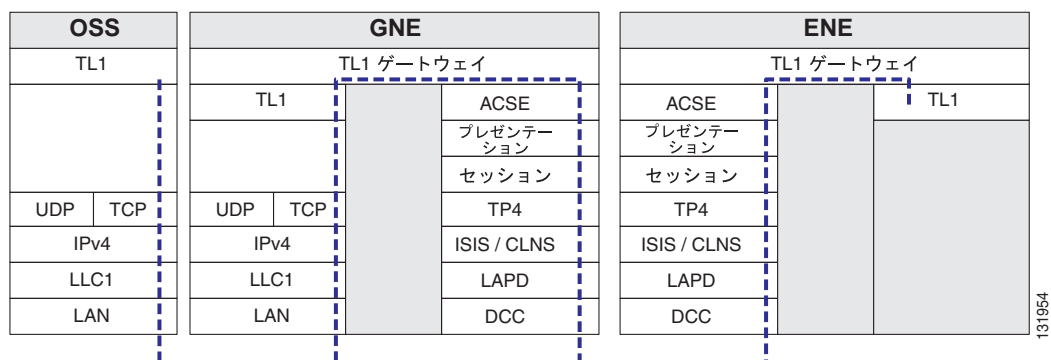 OSS
TL1
UDP TCP
IPv4
LLC1
LAN
GNE
TL1 ゲートウェイ
TL1
UDP TCP
IPv4
LLC1
LAN
ACSE
プレゼンテー
ション
セッション
TP4
ISIS / CLNS
LAPD
DCC
ENE
TL1 ゲートウェイ
ACSE
プレゼンテー
ション
セッション
TP4
ISIS / CLNS
LAPD
DCC
TL1
131954